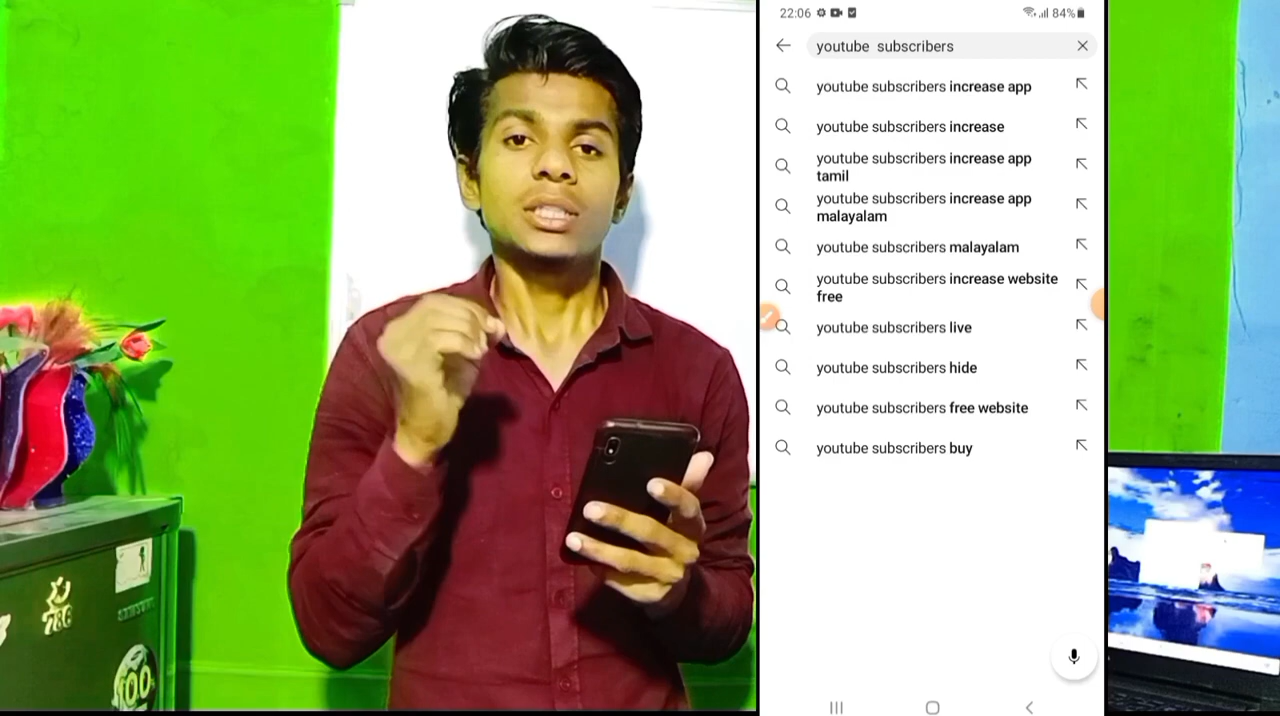 22:06
84%
youtube  subscribers
youtube subscribers increase app
youtube subscribers increase
youtube subscribers increase app
tamil
youtube subscribers increase app
malayalam
youtube subscribers malayalam
youtube subscribers increase website
free
youtube subscribers live
youtube subscribers hide
youtube subscribers free website
youtube subscribers buy
786
SAMSUNG